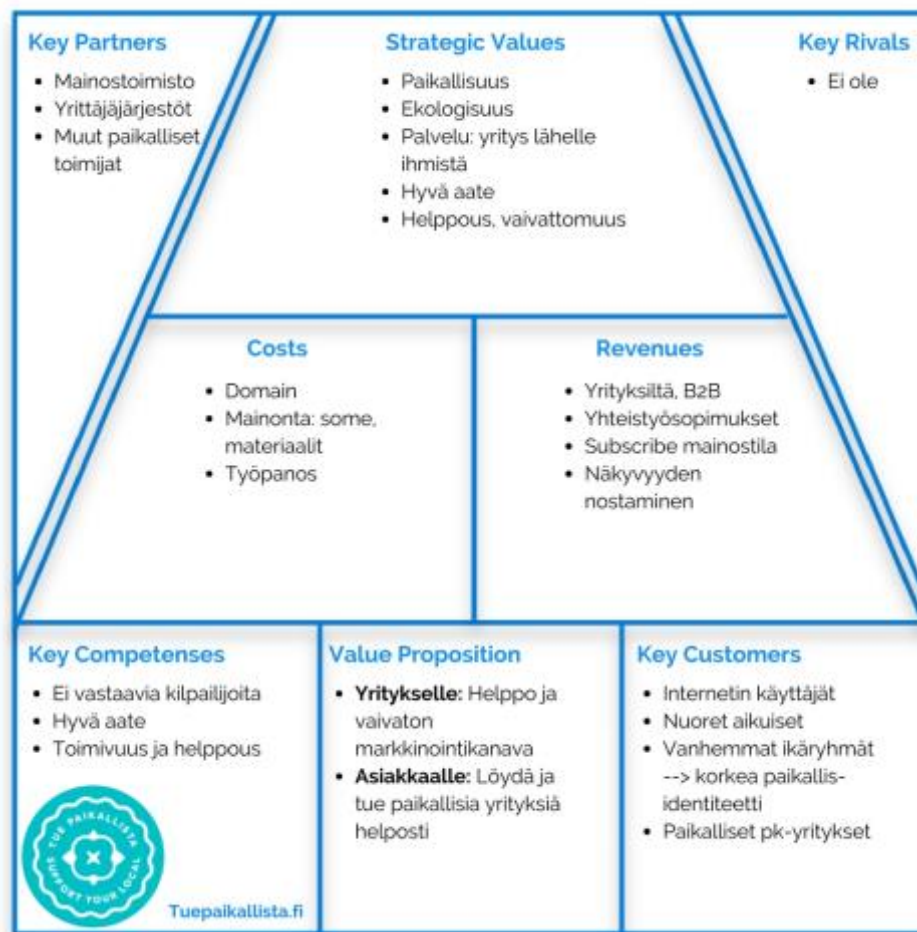 Key Partners
• Mainostoimisto
• Yrittäjäjärjestöt
• Muut paikalliset
toimijat
Strategic Values
• Paikallisuus
• Ekologisuus
• Palvelu: yritys lähelle
ihmistä
• Hyvä aate
• Helppous, vaivattomuus
Key Rivals
• Ei ole
Costs
• Domain
• Mainonta: some,
materiaalit
• Työpanos
Revenues
• Yrityksiltä, B2B
• Yhteistyösopimukset
• Subscribe mainostila
• Näkyvyyden
nostaminen
Key Competenses
• Ei vastaavia kilpailijoita
• Hyvä aate
• Toimivuus ja helppous
TUE PAIKALLISTA
SUPPORT YOUR LOCAL
Tuepaikallista.fi
Value Proposition
• Yritykselle: Helppo ja
vaivaton
markkinointikanava
• Asiakkaalle: Löydä ja
tue paikallisia yrityksiä
helposti
Key Customers
• Internetin käyttäjät
• Nuoret aikuiset
• Vanhemmat ikäryhmät
--> korkea paikallis-
identiteetti
• Paikalliset pk-yritykset